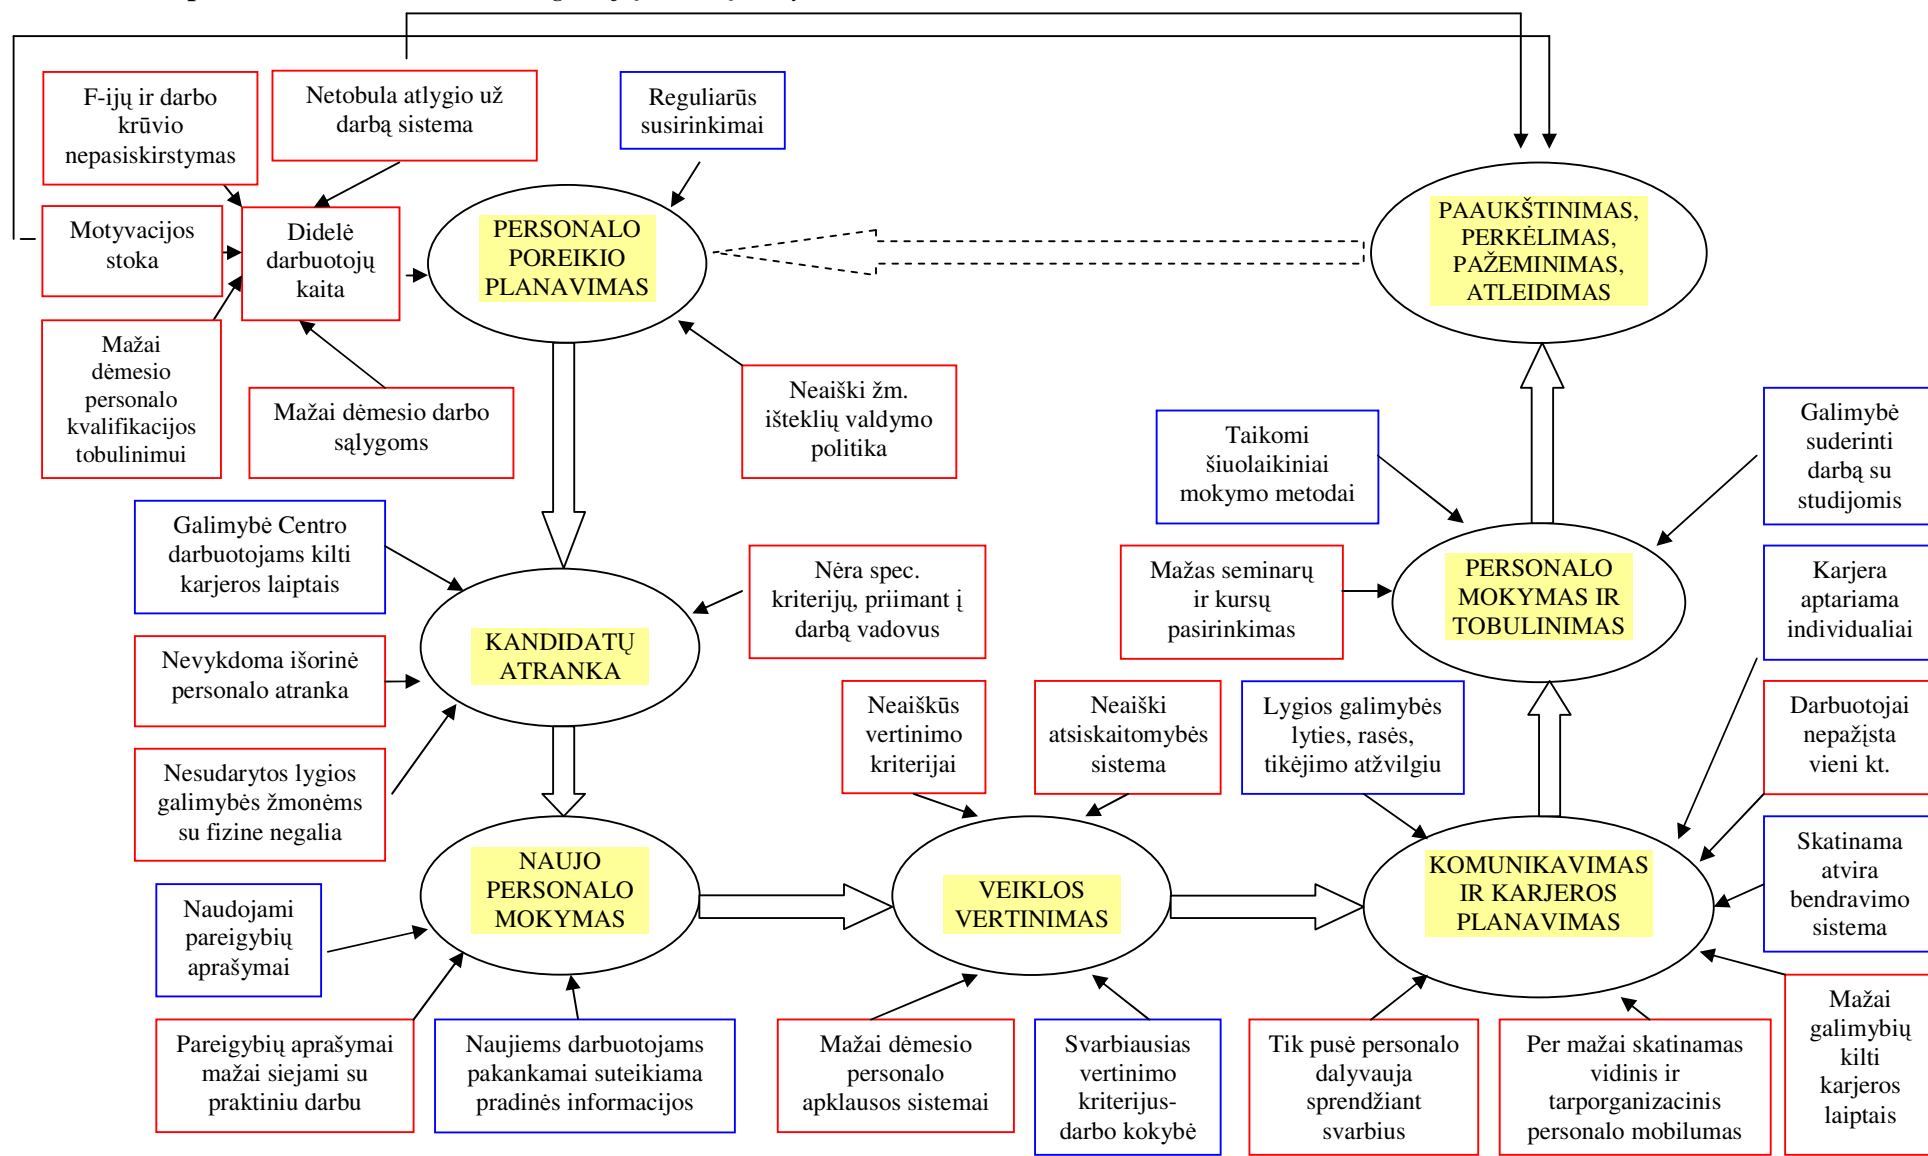 F-ijų ir darbo
krūvio
nepasiskirstymas
Netobula atlygio už
darbą sistema
Reguliarūs
susirinkimai
Motyvacijos
stoka
Didelė
darbuotojų
kaita
PERSONALO
POREIKIO
PLANAVIMAS
PAAUKŠTINIMAS,
PERKĖLIMAS,
PAŽEMINIMAS,
ATLEIDIMAS
Mažai
dėmesio
personalo
kvalifikacijos
tobulinimui
Mažai dėmesio darbo
sąlygoms
Neaiški žm.
išteklių valdymo
politika
Taikomi
šiuolaikiniai
mokymo metodai
Galimybė
suderinti
darbą su
studijomis
Galimybė Centro
darbuotojams kilti
karjeros laiptais
Nėra spec.
kriterijų, priimant į
darbą vadovus
Mažas seminarų
ir kursų
pasirinkimas
PERSONALO
MOKYMAS IR
TOBULINIMAS
Karjera
aptariama
individualiai
KANDIDATŲ
ATRANKA
Nevykdoma išorinė
personalo atranka
Neaiškūs
vertinimo
kriterijai
Neaiški
atsiskaitomybės
sistema
Lygios galimybės
lyties, rasės,
tikėjimo atžvilgiu
Darbuotojai
nepažįsta
vieni kt.
Nesudarytos lygios
galimybės žmonėms
su fizine negalia
NAUJO
PERSONALO
MOKYMAS
VEIKLOS
VERTINIMAS
KOMUNIKAVIMAS
IR KARJEROS
PLANAVIMAS
Skatinama
atvira
bendravimo
sistema
Naudojami
pareigybių
aprašymai
Pareigybių aprašymai
mažai siejami su
praktiniu darbu
Naujiems darbuotojams
pakankamai suteikiama
pradinės informacijos
Mažai dėmesio
personalo
apklausos sistemai
Svarbiausias
vertinimo
kriterijus-
darbo kokybė
Tik pusė personalo
dalyvauja
sprendžiant
svarbius
Per mažai skatinamas
vidinis ir
tarporganizacinis
personalo mobilumas
Mažai
galimybių
kilti
karjeros
laiptais